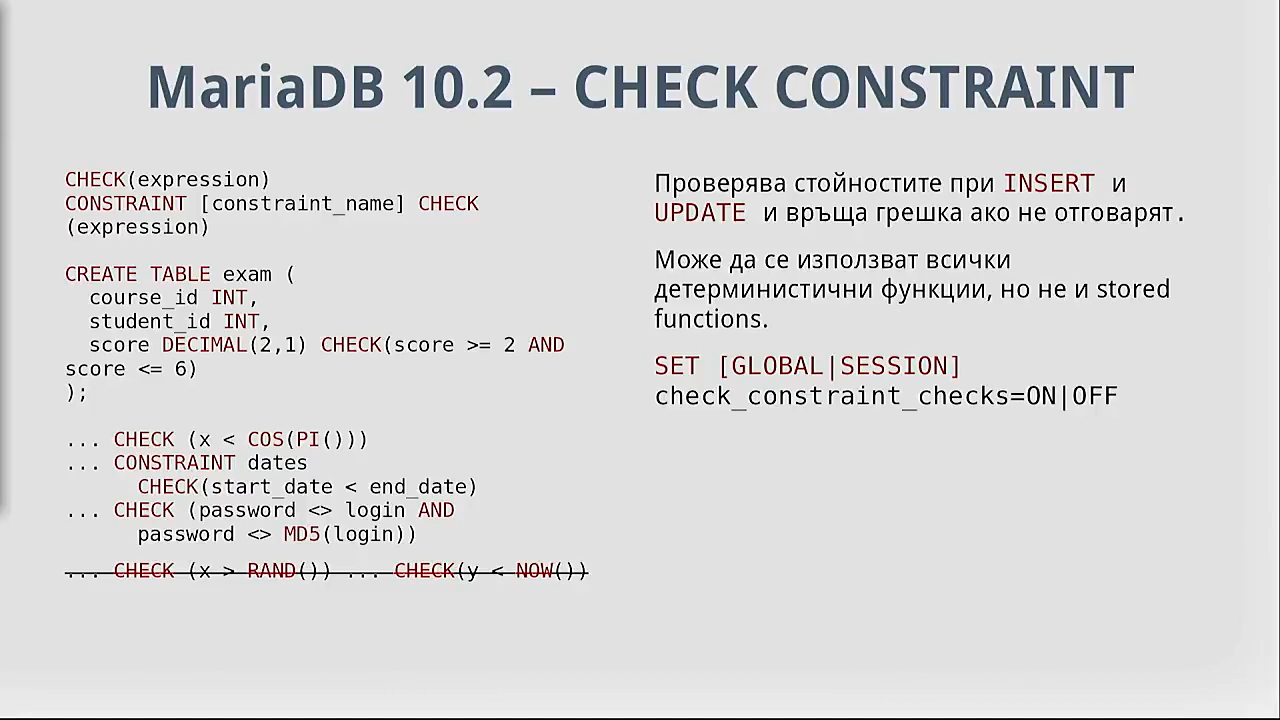 MariaDB 10.2 – CHECK CONSTRAINT
CHECK(expression)
CONSTRAINT [constraint_name] CHECK
(expression)
CREATE TABLE exam (
  course_id INT,
  student_id INT,
  score DECIMAL(2,1) CHECK(score >= 2 AND
score <= 6)
);
... CHECK (x < COS(PI()))
... CONSTRAINT dates
      CHECK(start_date < end_date)
... CHECK (password <> login AND
      password <> MD5(login))
... CHECK (x > RAND()) ... CHECK(y < NOW())
Проверява стойностите при INSERT и
UPDATE и връща грешка ако не отговарят.
Може да се използват всички
детерминистични функции, но не и stored
functions.
SET [GLOBAL|SESSION]
check_constraint_checks=ON|OFF